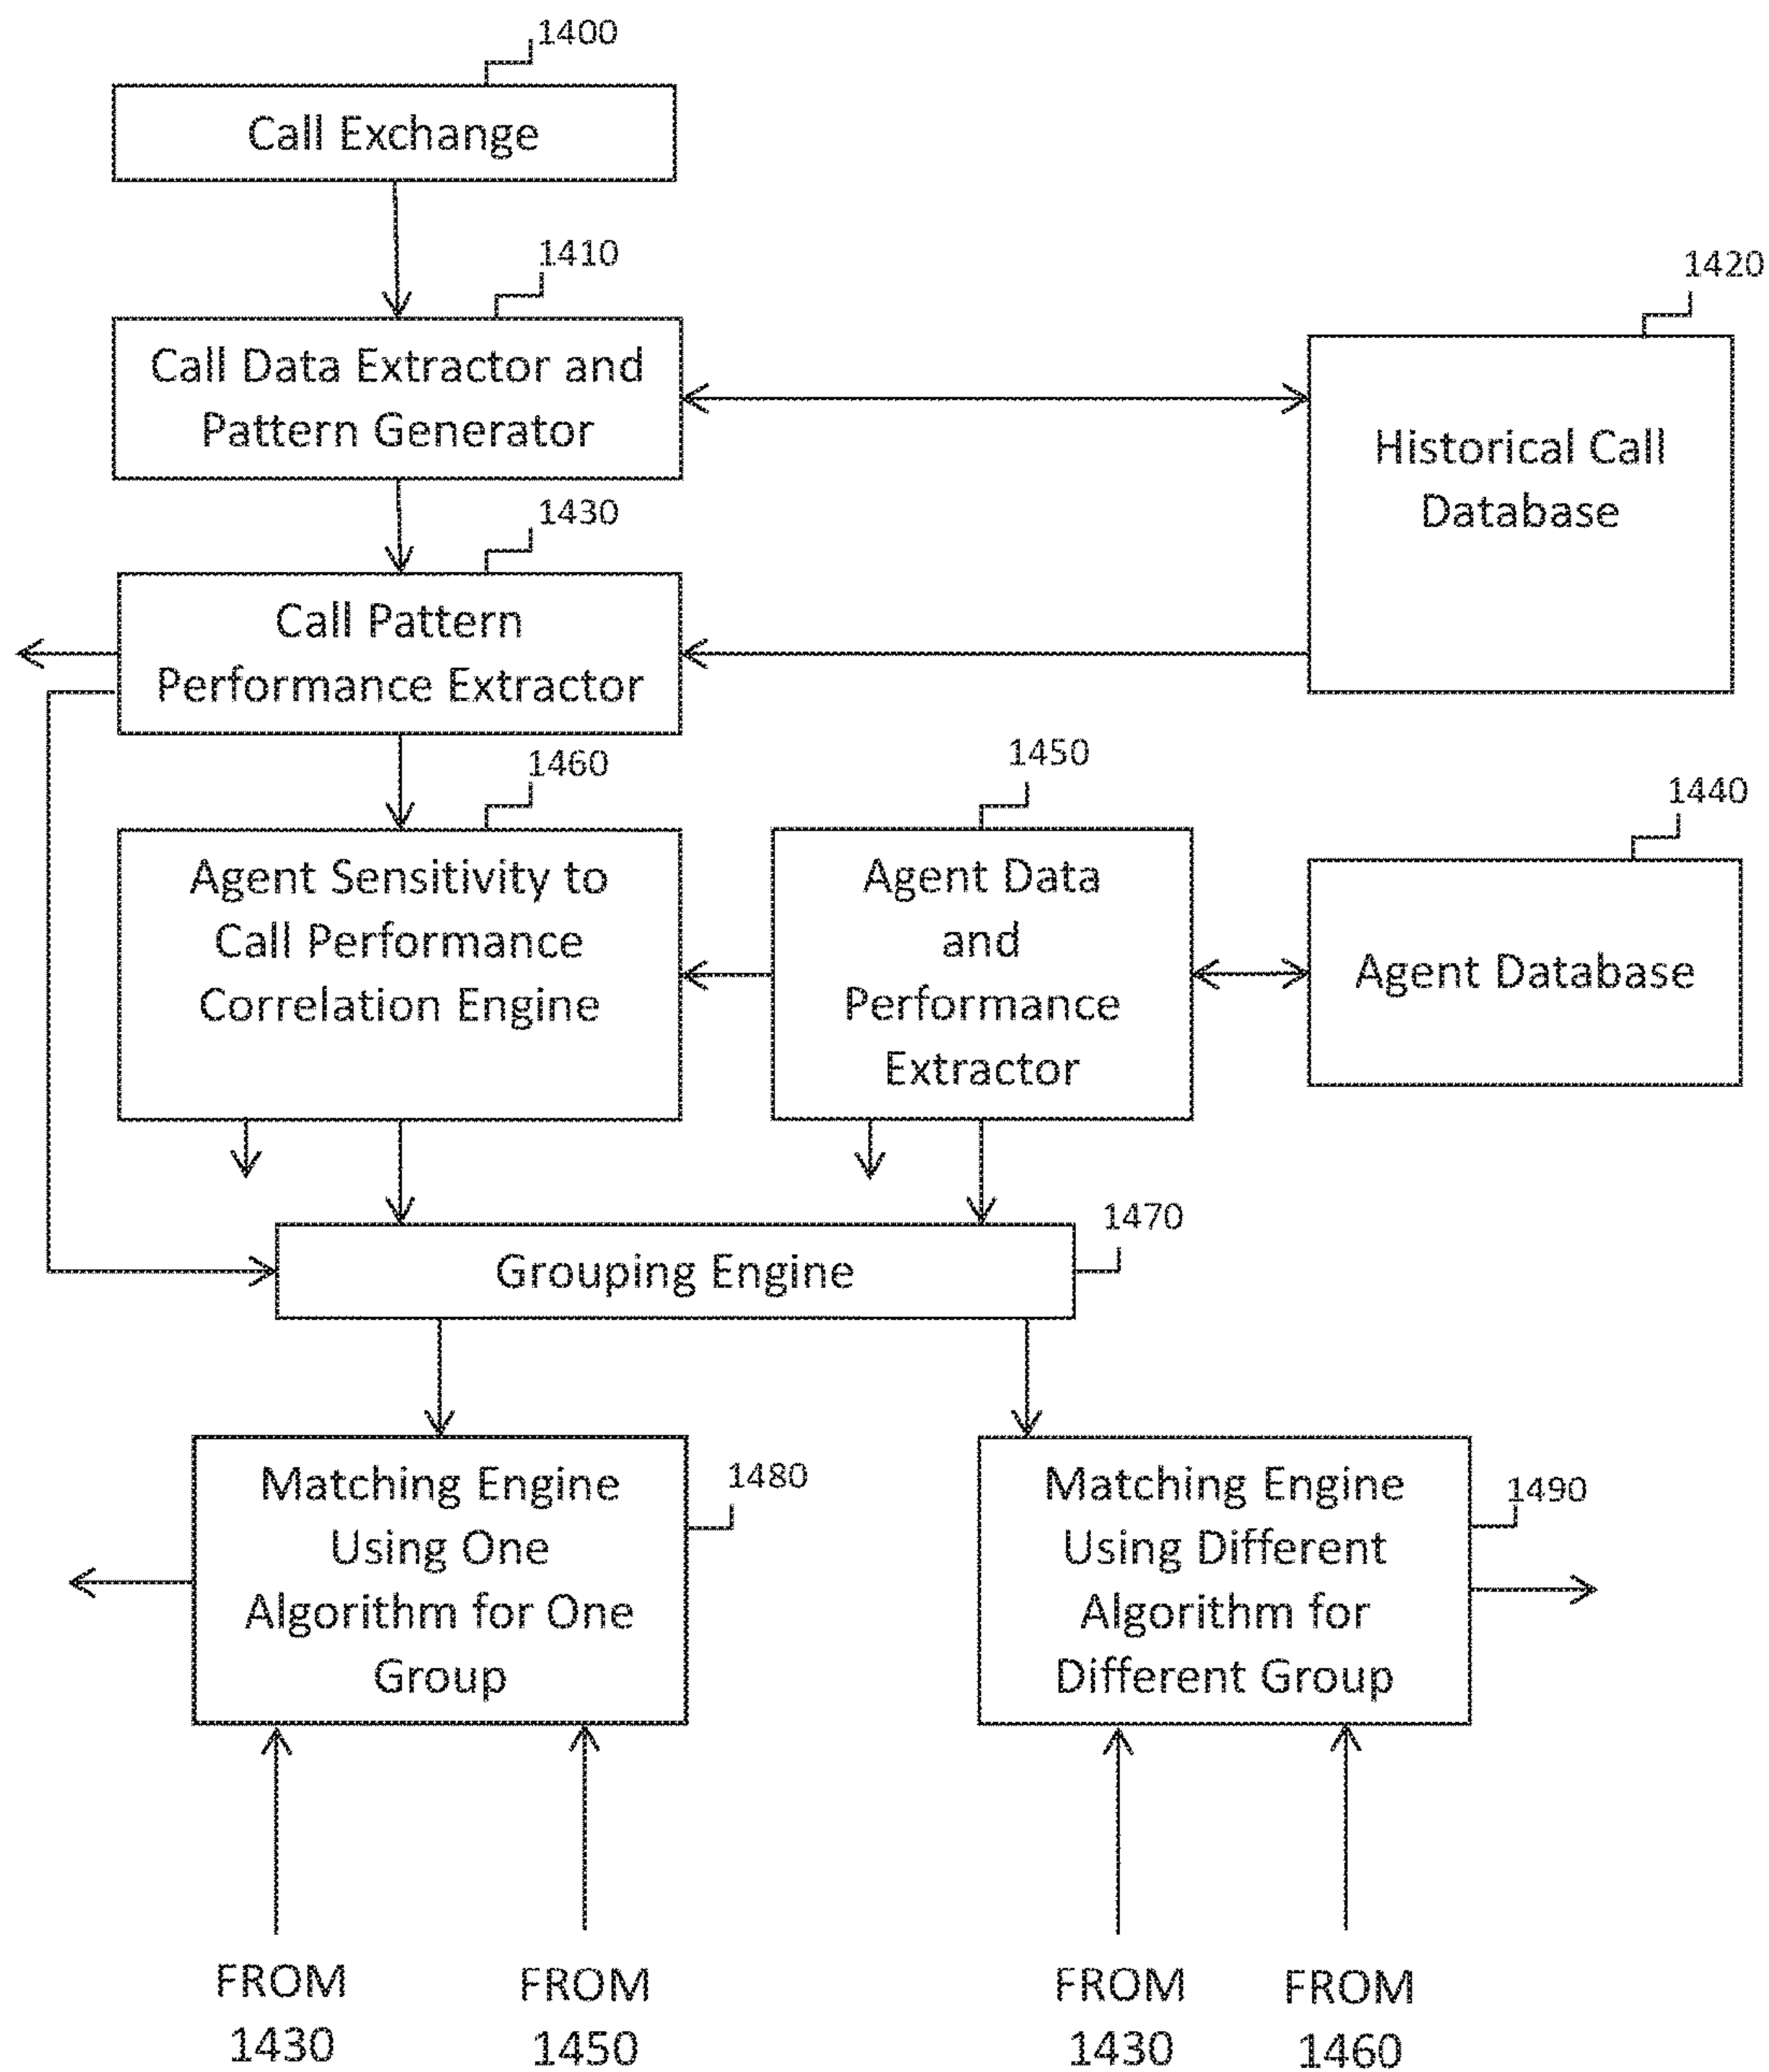 1400
Call Exchange
1410
1420
Call Data Extractor and
Pattern Generator
Historical Call
Database
1430
Call Pattern
Performance Extractor
1460
1450
1440
Agent Sensitivity to
Call Performance
Correlation Engine
Agent Data
and
Performance
Extractor
Agent Database
1470
Grouping Engine
1480
Matching Engine
Using One
Algorithm for One
Group
1490
Matching Engine
Using Different
Algorithm for
Different Group
FROM
1430
FROM
1450
FROM
1430
FROM
1460